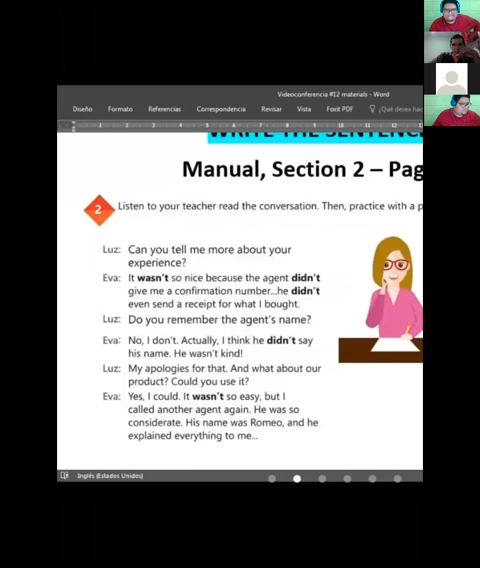 Videoconferencia #12 materials - Word
Diseño Formato Referencias Correspondencia Revisar Vista Foxit PDF ¿Qué desea hac
WRITE THE SENTENC
Manual, Section 2 – Pag
2 Listen to your teacher read the conversation. Then, practice with a p
Luz: Can you tell me more about your
experience?
Eva: It wasn't so nice because the agent didn't
give me a confirmation number...he didn't
even send a receipt for what I bought.
Luz: Do you remember the agent's name?
Eva: No, I don't. Actually, I think he didn't say
his name. He wasn't kind!
Luz: My apologies for that. And what about our
product? Could you use it?
Eva: Yes, I could. It wasn't so easy, but I
called another agent again. He was so
considerate. His name was Romeo, and he
explained everything to me...
Inglés (Estados Unidos)